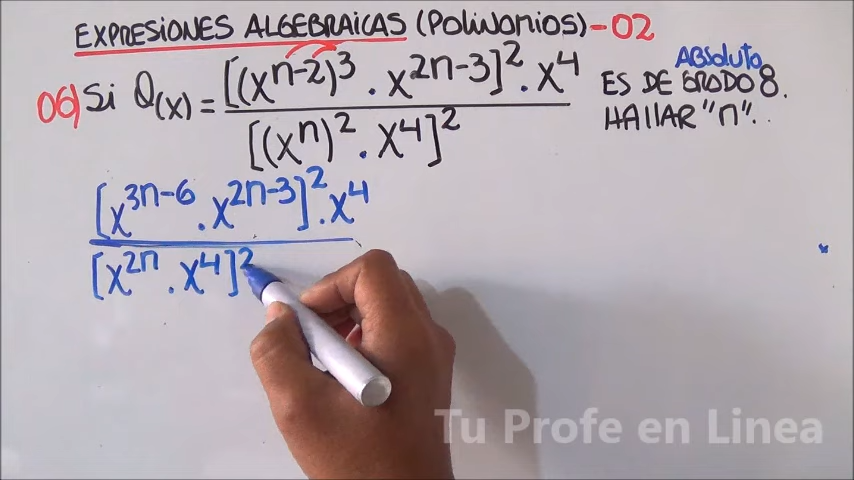 EXPRESIONES ALGEBRAICAS (POLINOMIOS) - 02
06) Si Q(x) = [(x^(n-2))^3 . x^(2n-3)]^2 . x^4 / [(x^n)^2 . x^4]^2
Absoluto
ES DE GRADO 8.
HALLAR "n".
[x^(3n-6) . x^(2n-3)]^2 . x^4
[x^(2n) . x^4]^2
Tu Profe en Linea